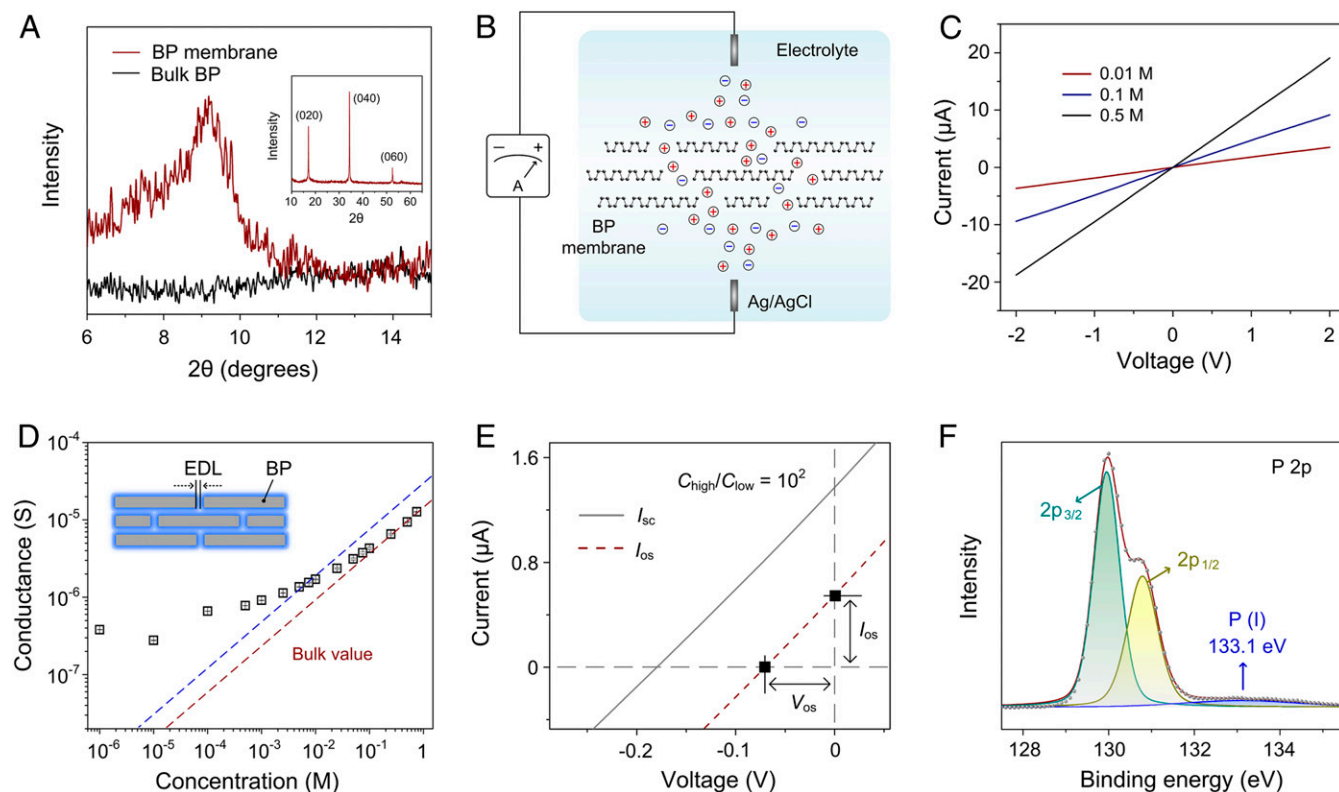 A
BP membrane
Bulk BP
Intensity
(020)
(040)
(060)
Intensity
10 20 30 40 50 60
2θ
6 8 10 12 14
2θ (degrees)
B
Electrolyte
− +
A
BP
membrane
Ag/AgCl
C
0.01 M
0.1 M
0.5 M
Current (µA)
20
10
0
-10
-20
-2 -1 0 1 2
Voltage (V)
D
EDL
BP
Conductance (S)
10⁻⁴
10⁻⁵
10⁻⁶
10⁻⁷
Bulk value
10⁻⁶ 10⁻⁵ 10⁻⁴ 10⁻³ 10⁻² 10⁻¹ 1
Concentration (M)
E
C_high/C_low = 10²
I_sc
I_os
Current (µA)
1.6
0.8
0
I_os
V_os
-0.2 -0.1 0
Voltage (V)
F
P 2p
2p₃/₂
2p₁/₂
P (I)
133.1 eV
Intensity
128 130 132 134
Binding energy (eV)